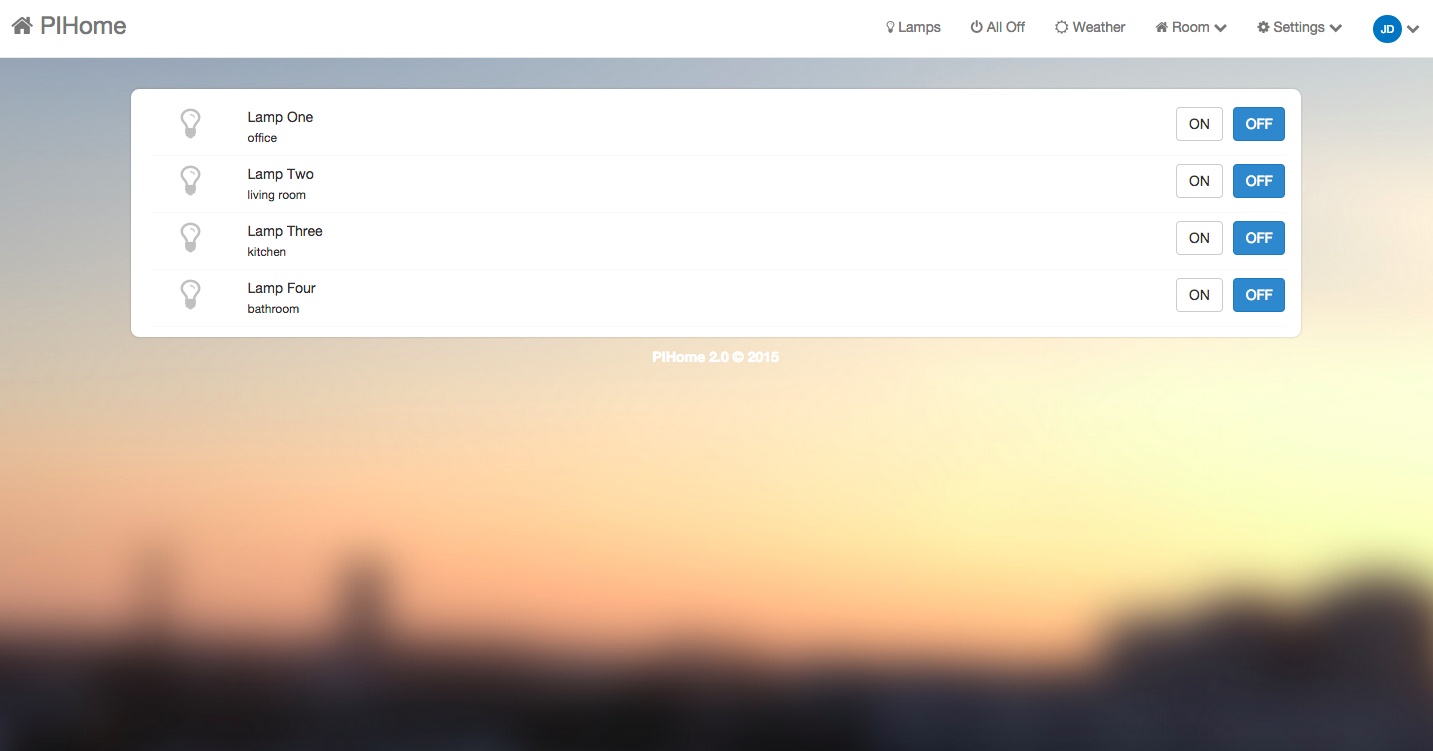 PIHome
Lamps All Off Weather Room Settings JD
Lamp One
office
ON OFF
Lamp Two
living room
ON OFF
Lamp Three
kitchen
ON OFF
Lamp Four
bathroom
ON OFF
PIHome 2.0 © 2015